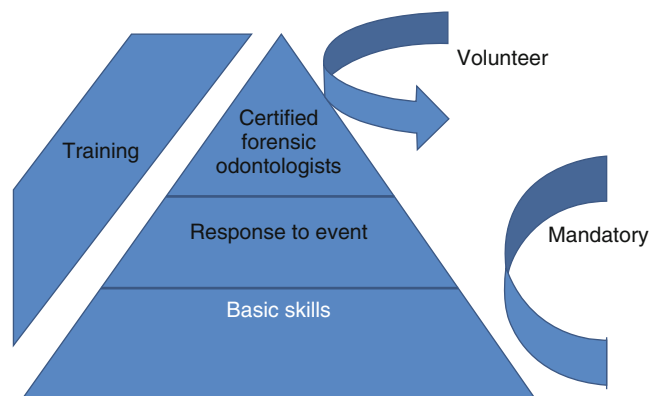 Volunteer
Certified
forensic
odontologists
Training
Response to event
Mandatory
Basic skills